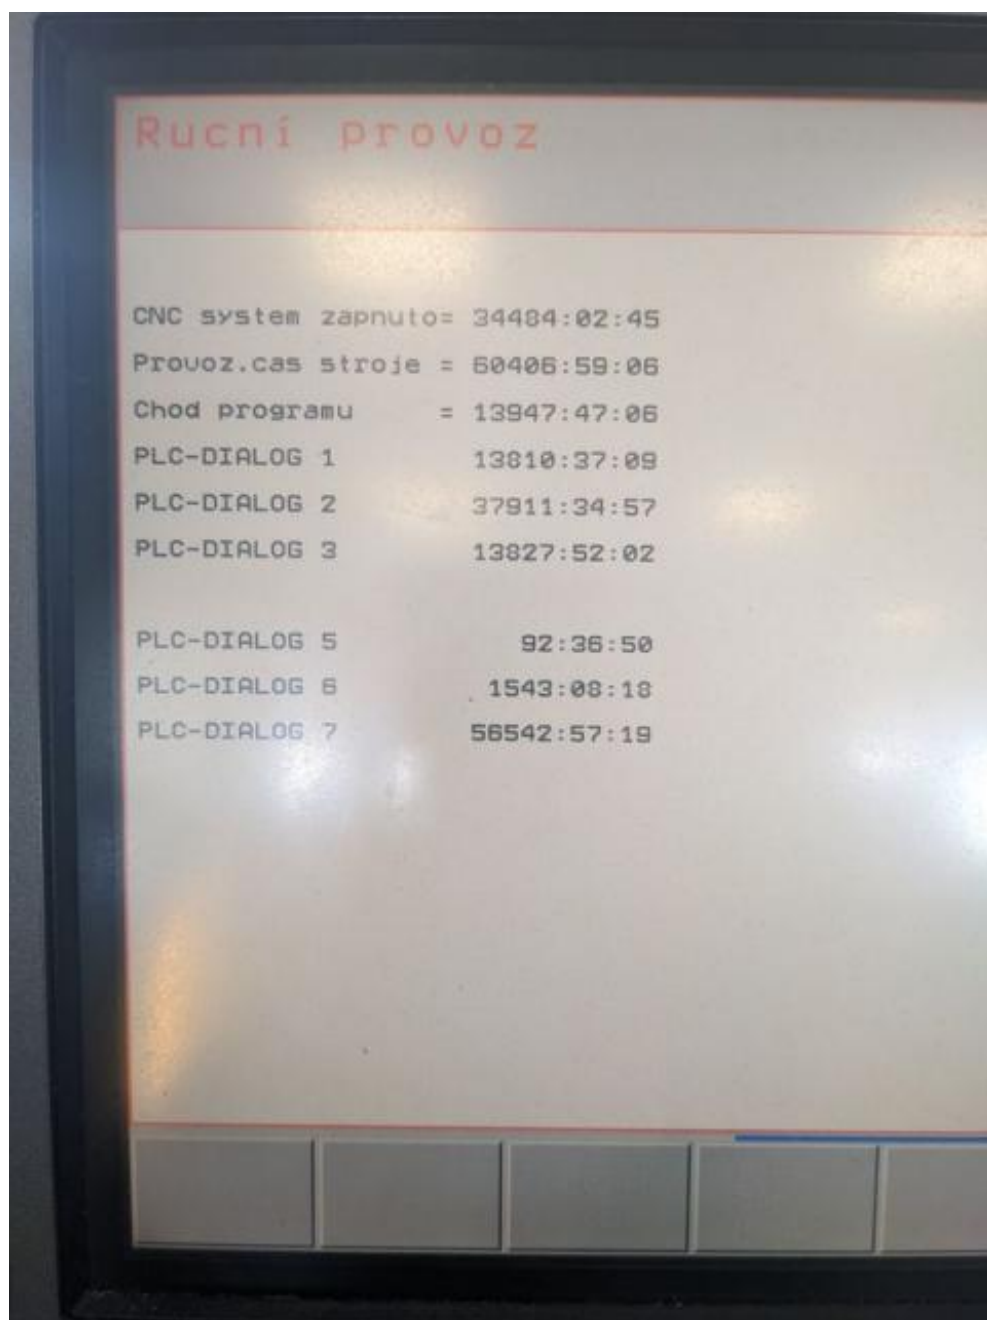 Rucní provoz
CNC system zapnuto= 34484:02:45
Provoz.cas stroje = 60406:59:06
Chod programu = 13947:47:06
PLC-DIALOG 1 13810:37:09
PLC-DIALOG 2 37911:34:57
PLC-DIALOG 3 13827:52:02
PLC-DIALOG 5 92:36:50
PLC-DIALOG 6 1543:08:18
PLC-DIALOG 7 56542:57:19